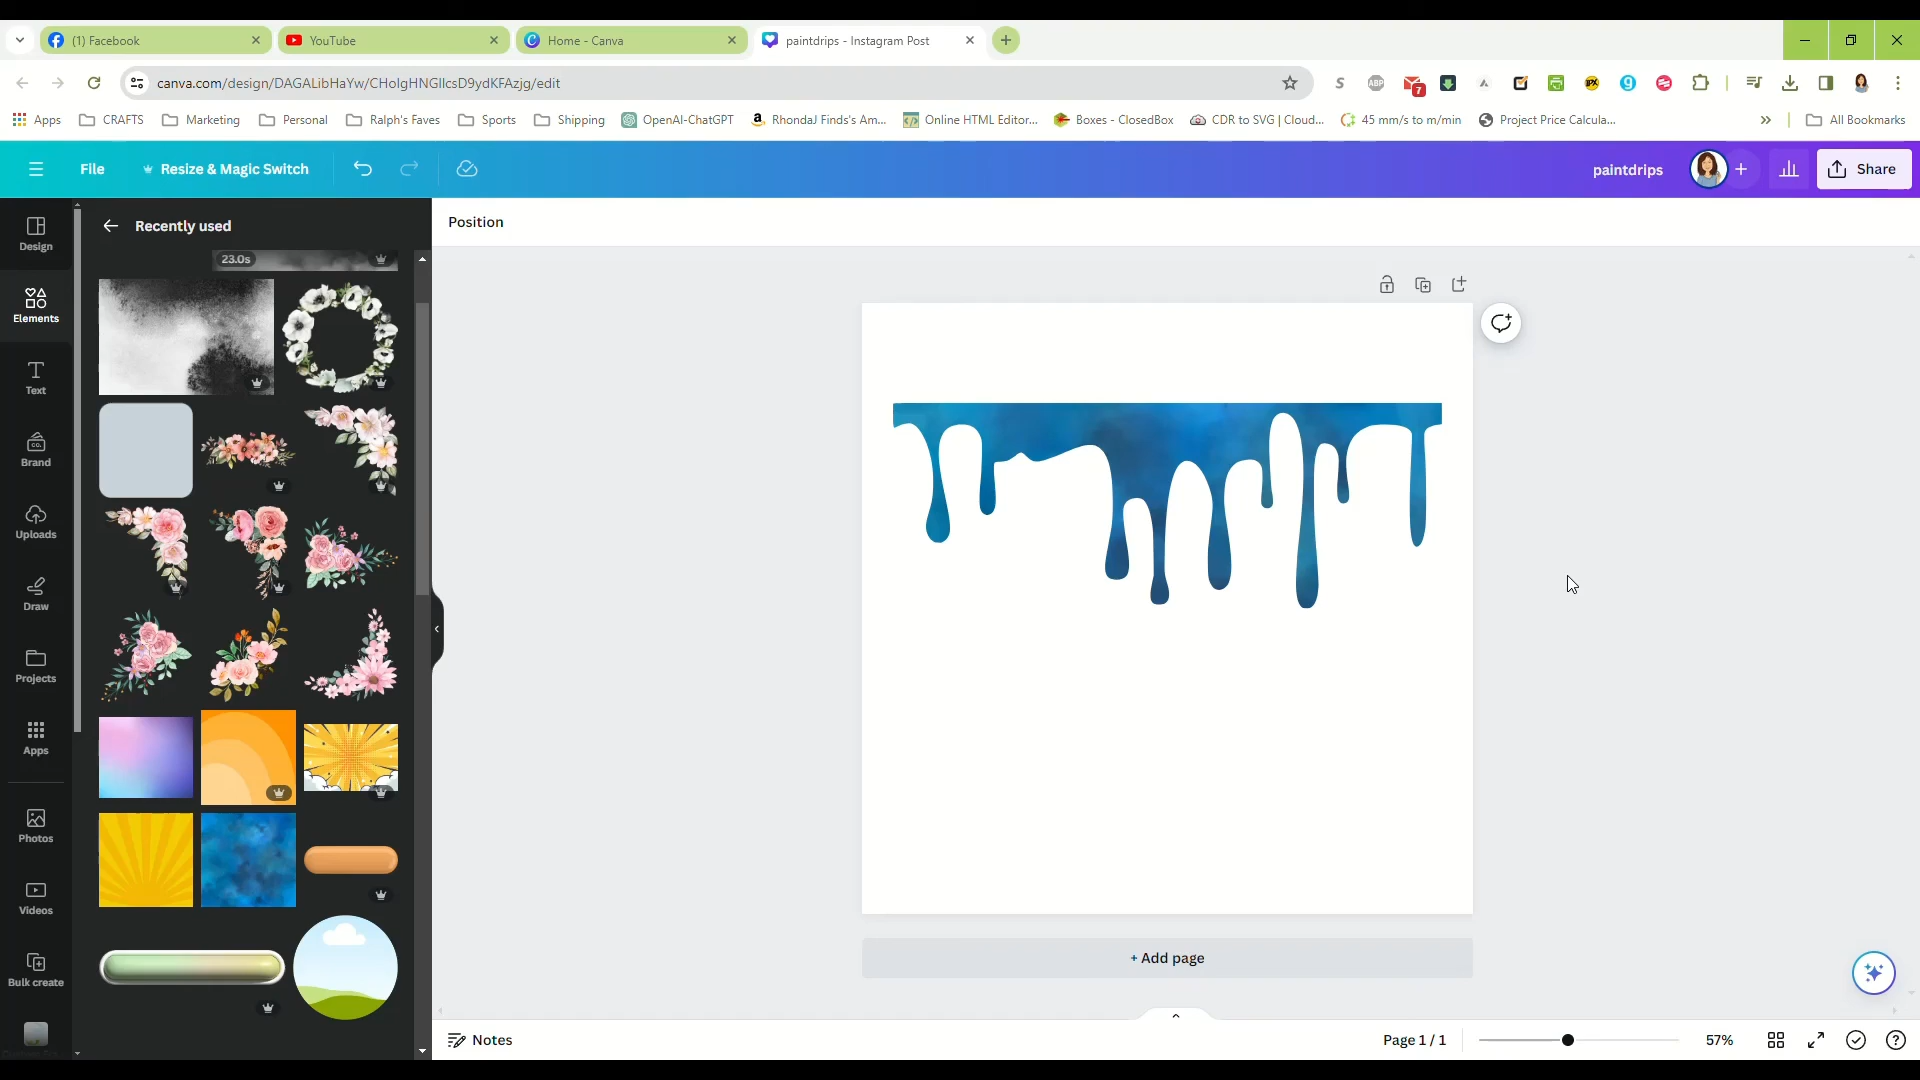 (1) Facebook
YouTube
Home - Canva
paintdrips - Instagram Post
canva.com/design/DAGALibHaYw/CHolgHNGIlcsD9ydKFAzjg/edit
ABP
7
Apps
CRAFTS
Marketing
Personal
Ralph's Faves
Sports
Shipping
OpenAI-ChatGPT
RhondaJ Finds's Am...
Online HTML Editor...
Boxes - ClosedBox
CDR to SVG | Cloud...
45 mm/s to m/min
Project Price Calcula...
All Bookmarks
File
Resize & Magic Switch
paintdrips
Share
Design
Elements
Text
Brand
Uploads
Draw
Projects
Apps
Photos
Videos
Bulk create
Recently used
23.0s
Position
+ Add page
Notes
Page 1 / 1
57%